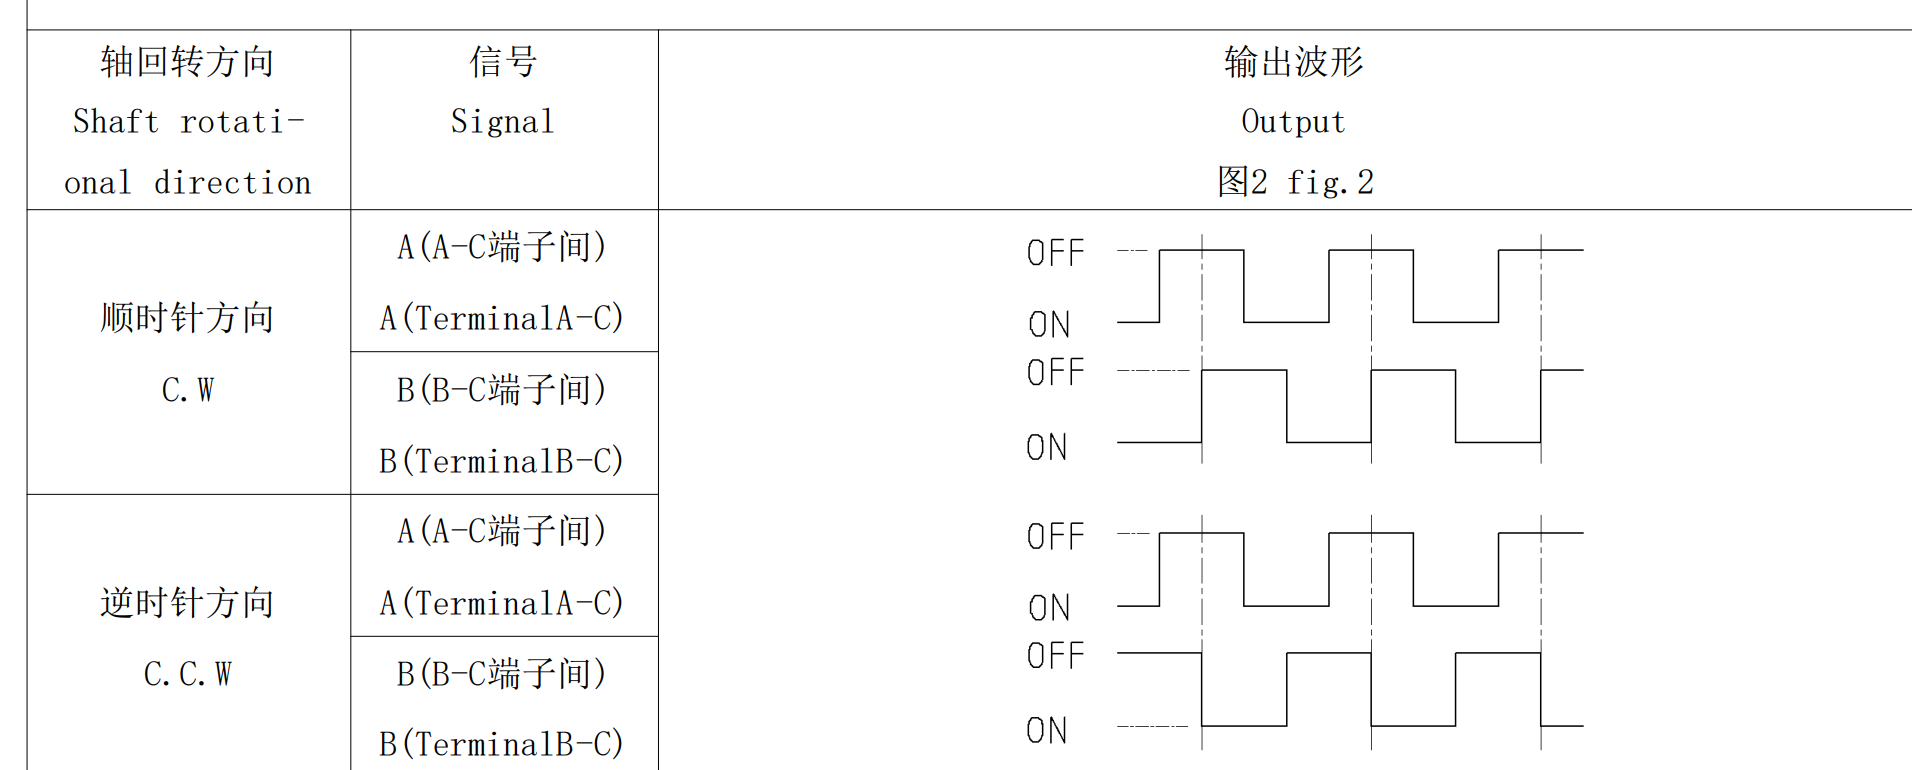 轴回转方向
Shaft rotati-
onal direction
信号
Signal
输出波形
Output
图2 fig.2
顺时针方向
C.W
A(A-C端子间)
A(TerminalA-C)
OFF
ON
B(B-C端子间)
B(TerminalB-C)
OFF
ON
逆时针方向
C.C.W
A(A-C端子间)
A(TerminalA-C)
OFF
ON
B(B-C端子间)
B(TerminalB-C)
OFF
ON